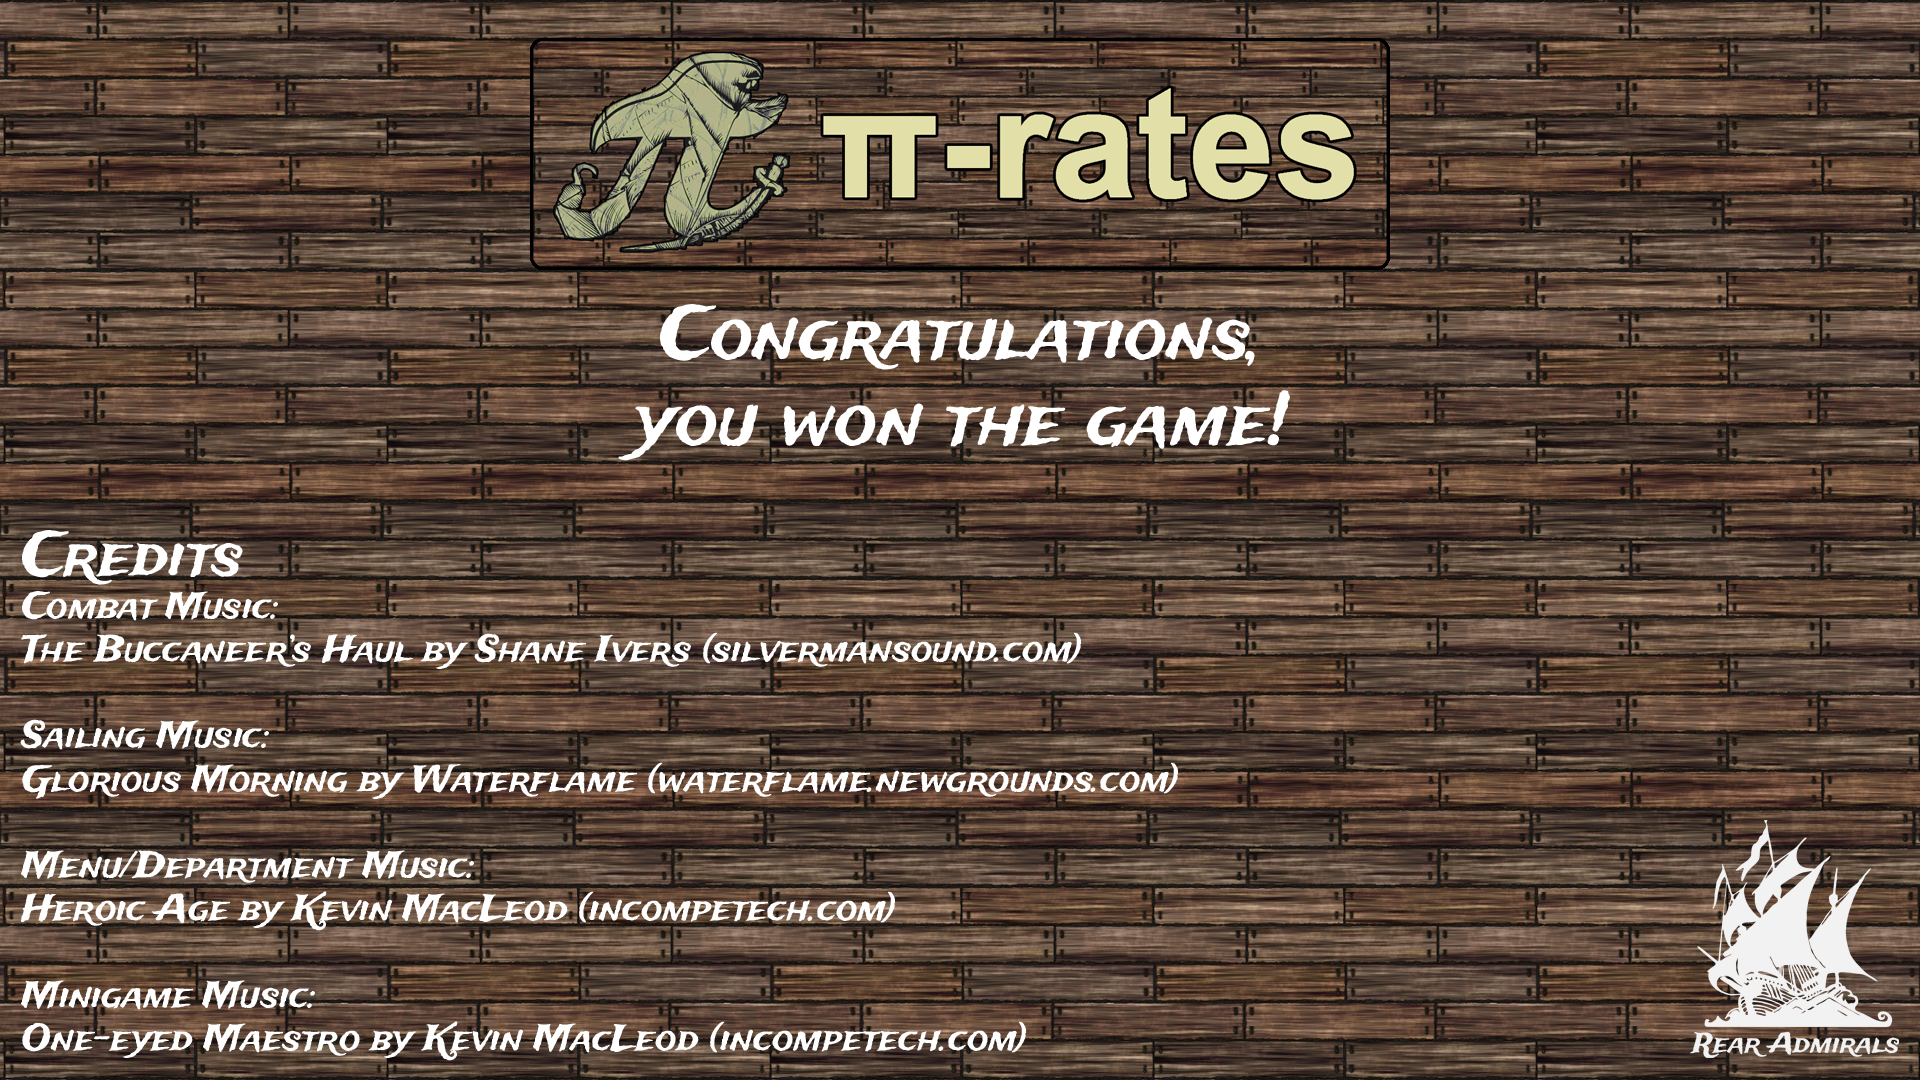 π-rates
Congratulations,
you won the game!
Credits
Combat Music:
The Buccaneer's Haul by Shane Ivers (silvermansound.com)
Sailing Music:
Glorious Morning by Waterflame (waterflame.newgrounds.com)
Menu/Department Music:
Heroic Age by Kevin MacLeod (incompetech.com)
Minigame Music:
One-eyed Maestro by Kevin MacLeod (incompetech.com)
Rear Admirals